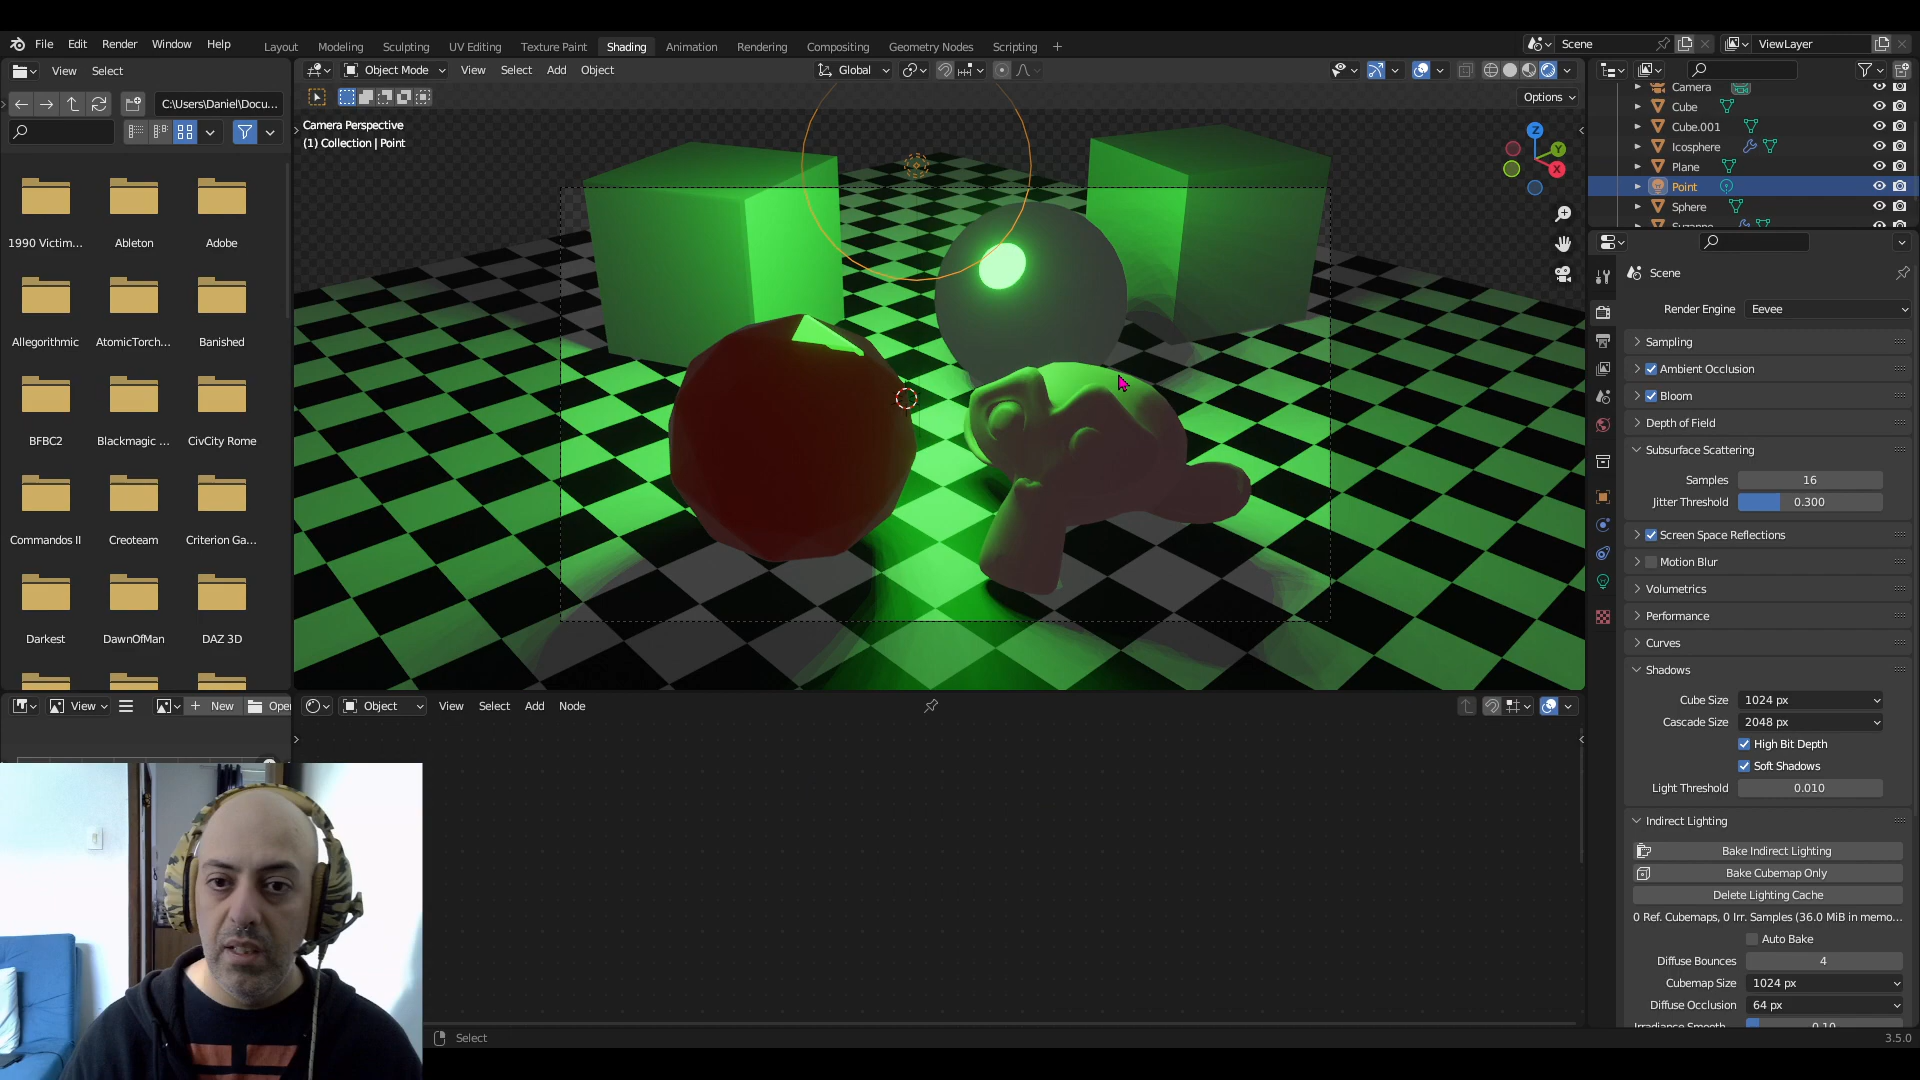 File Edit Render Window Help
Layout Modeling Sculpting UV Editing Texture Paint Shading Animation Rendering Compositing Geometry Nodes Scripting +
Scene
ViewLayer
View Select
C:\Users\Daniel\Docu...
1990 Victim... Ableton Adobe
Allegorithmic AtomicTorch... Banished
BFBC2 Blackmagic ... CivCity Rome
Commandos II Creoteam Criterion Ga...
Darkest DawnOfMan DAZ 3D
Object Mode View Select Add Object
Global
Options
Camera Perspective
(1) Collection | Point
Z
Y
X
Camera
Cube
Cube.001
Icosphere
Plane
Point
Sphere
Scene
Render Engine Eevee
Sampling
Ambient Occlusion
Bloom
Depth of Field
Subsurface Scattering
Samples 16
Jitter Threshold 0.300
Screen Space Reflections
Motion Blur
Volumetrics
Performance
Curves
Shadows
Cube Size 1024 px
Cascade Size 2048 px
High Bit Depth
Soft Shadows
Light Threshold 0.010
Indirect Lighting
Bake Indirect Lighting
Bake Cubemap Only
Delete Lighting Cache
0 Ref. Cubemaps, 0 Irr. Samples (36.0 MiB in memo...
Auto Bake
Diffuse Bounces 4
Cubemap Size 1024 px
Diffuse Occlusion 64 px
View
+ New
Open
Object View Select Add Node
Select
3.5.0